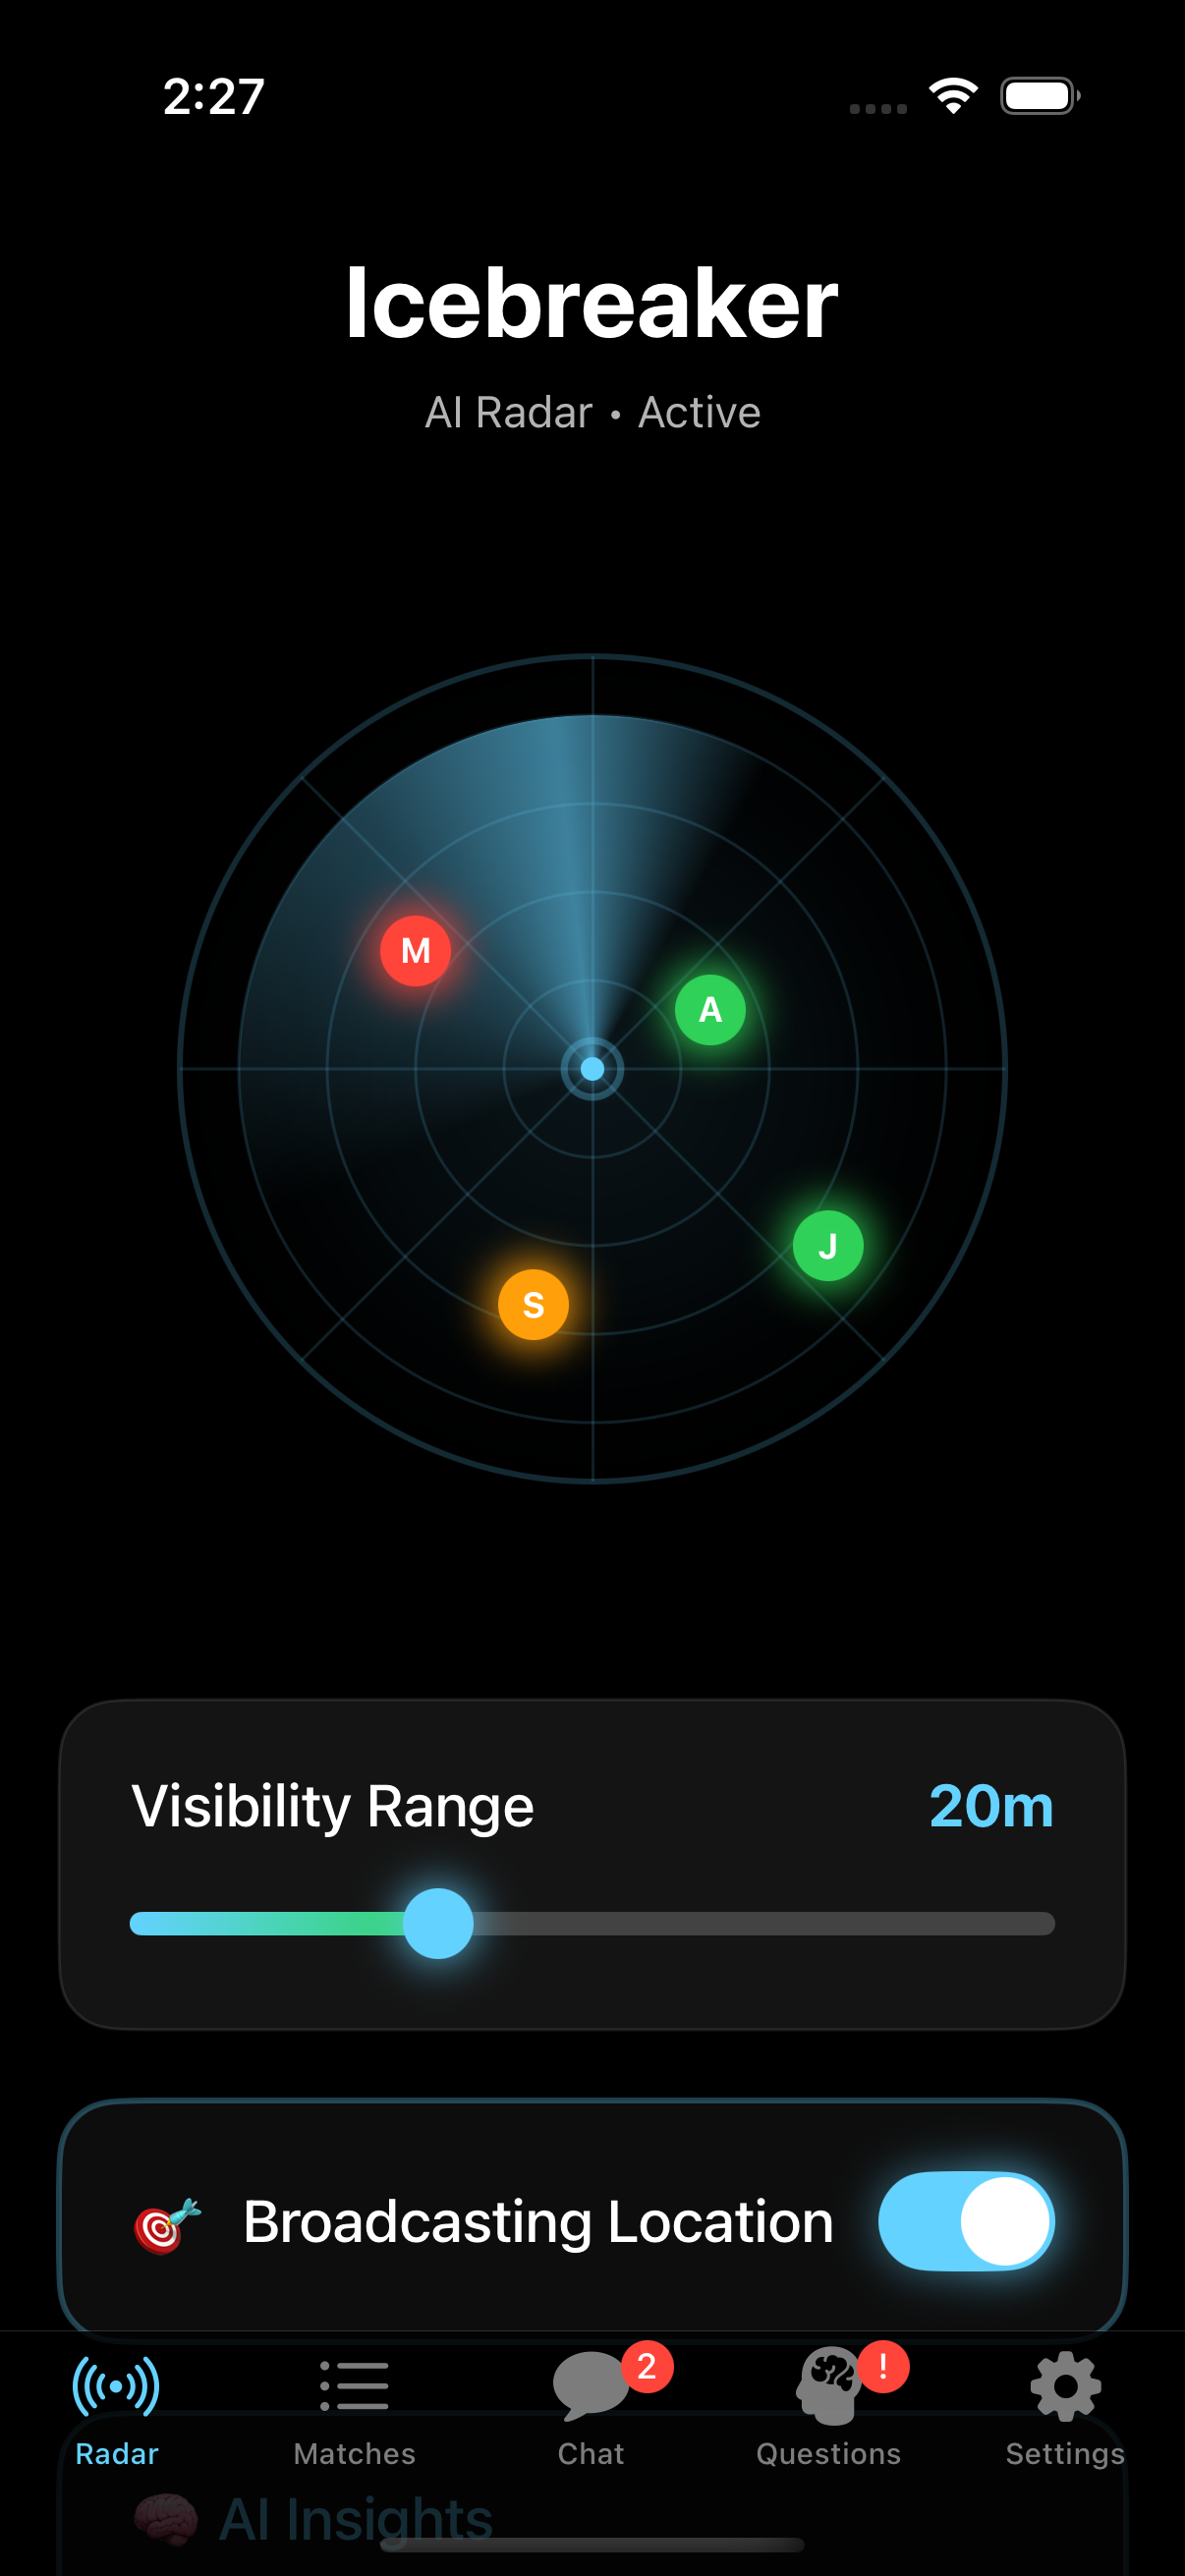 2:27
Icebreaker
AI Radar • Active
M
A
J
S
Visibility Range 20m
Broadcasting Location
2 !
Radar Matches Chat Questions Settings
AI Insights